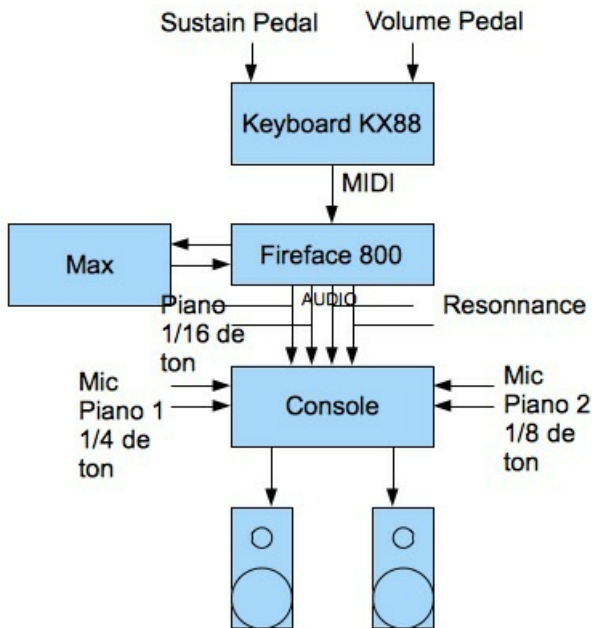 Sustain Pedal
Volume Pedal
Keyboard KX88
MIDI
Max
Fireface 800
AUDIO
Piano
1/16 de
ton
Resonnance
Mic
Piano 1
1/4 de
ton
Console
Mic
Piano 2
1/8 de
ton